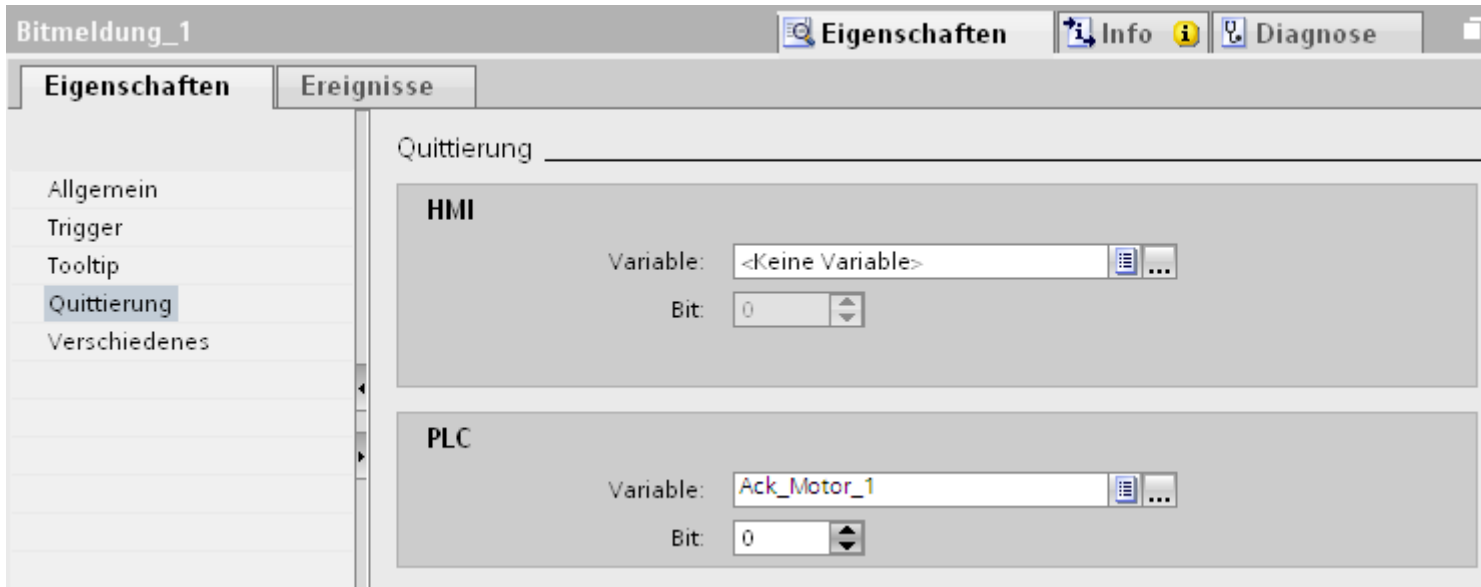 Bitmeldung_1
Eigenschaften Info Diagnose
Eigenschaften Ereignisse
Allgemein
Trigger
Tooltip
Quittierung
Verschiedenes
Quittierung
HMI
Variable: <Keine Variable> ...
Bit: 0
PLC
Variable: Ack_Motor_1 ...
Bit: 0